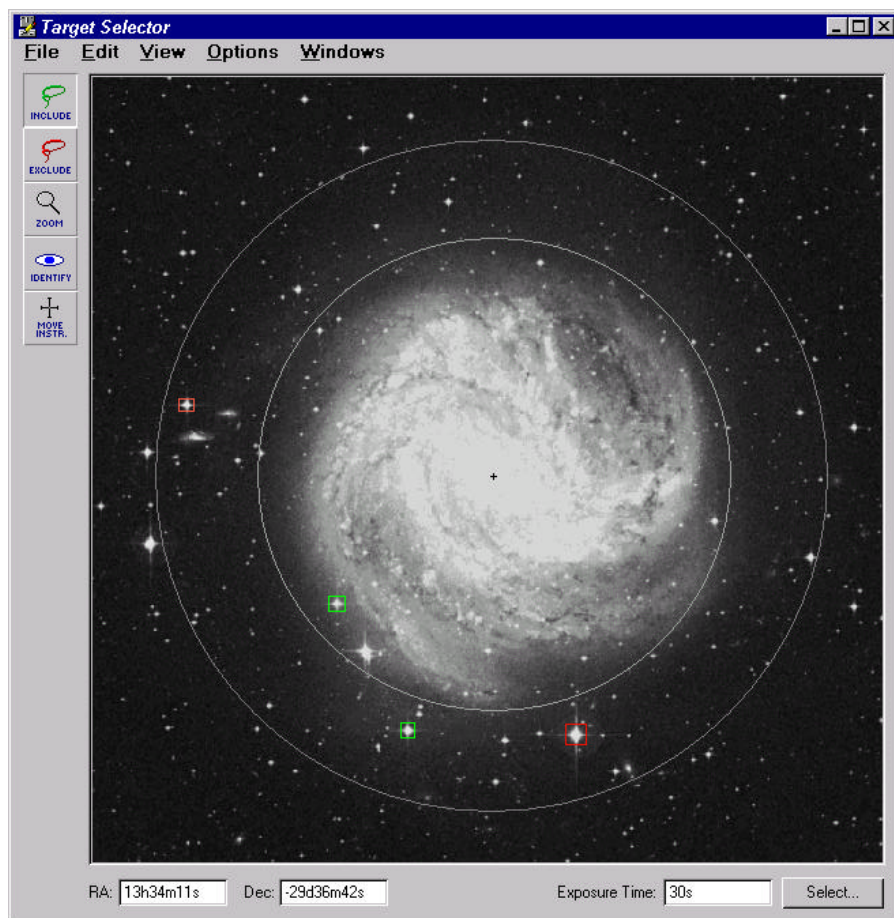 Target Selector
File Edit View Options Windows
INCLUDE
EXCLUDE
ZOOM
IDENTIFY
MOVE
INSTR.
RA: 13h34m11s Dec: -29d36m42s Exposure Time: 30s Select...